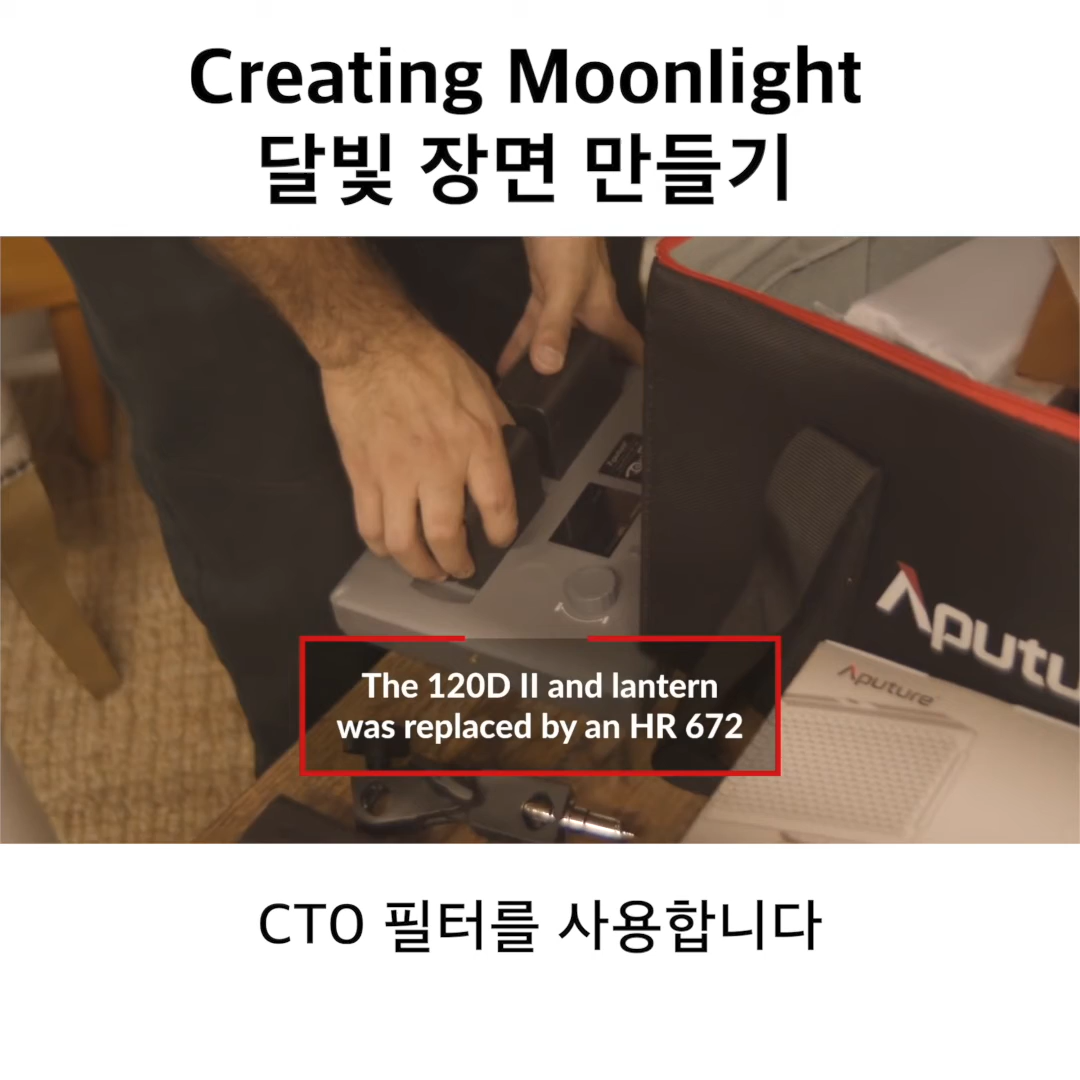 Creating Moonlight
달빛 장면 만들기
Aputure
The 120D II and lantern
was replaced by an HR 672
CTO 필터를 사용합니다